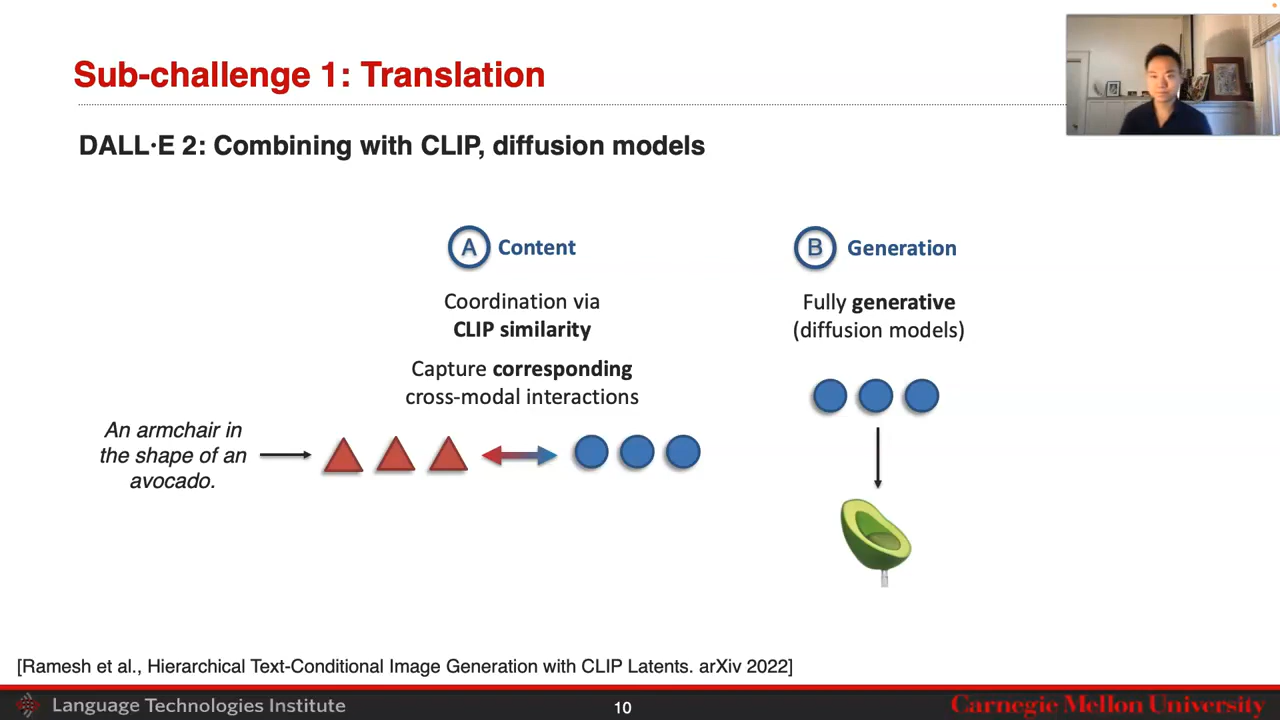 Sub-challenge 1: Translation
DALL·E 2: Combining with CLIP, diffusion models
A Content
Coordination via
CLIP similarity
Capture corresponding
cross-modal interactions
An armchair in
the shape of an
avocado.
B Generation
Fully generative
(diffusion models)
[Ramesh et al., Hierarchical Text-Conditional Image Generation with CLIP Latents. arXiv 2022]
Language Technologies Institute
10
Carnegie Mellon University